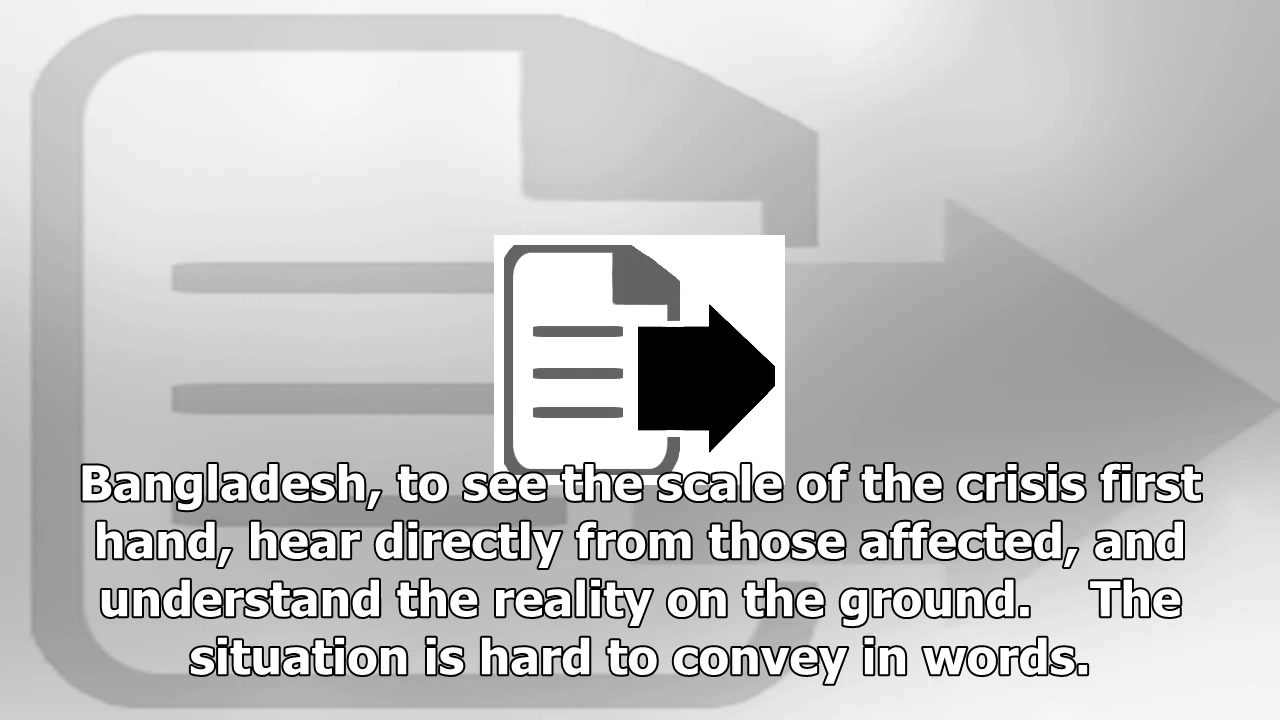 Bangladesh, to see the scale of the crisis first
hand, hear directly from those affected, and
understand the reality on the ground.    The
situation is hard to convey in words.